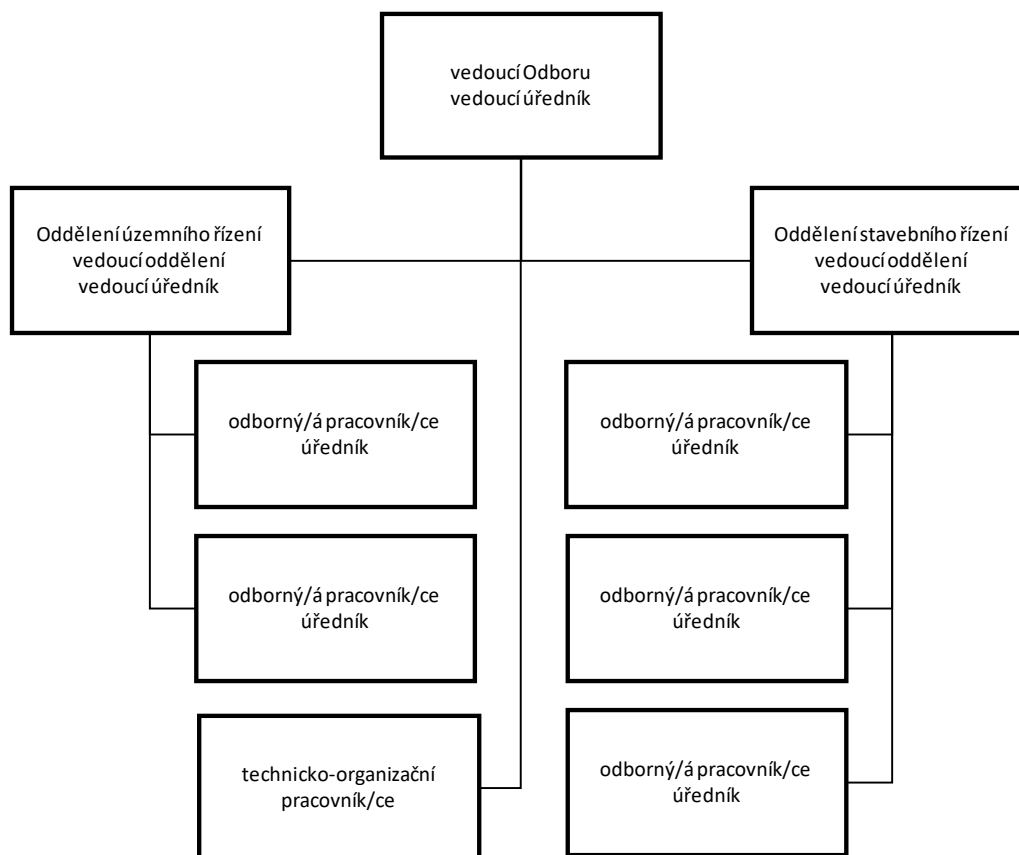 vedoucí Odboru
vedoucí úředník
Oddělení územního řízení
vedoucí oddělení
vedoucí úředník
Oddělení stavebního řízení
vedoucí oddělení
vedoucí úředník
odborný/á pracovník/ce
úředník
odborný/á pracovník/ce
úředník
odborný/á pracovník/ce
úředník
odborný/á pracovník/ce
úředník
technicko-organizační
pracovník/ce
odborný/á pracovník/ce
úředník